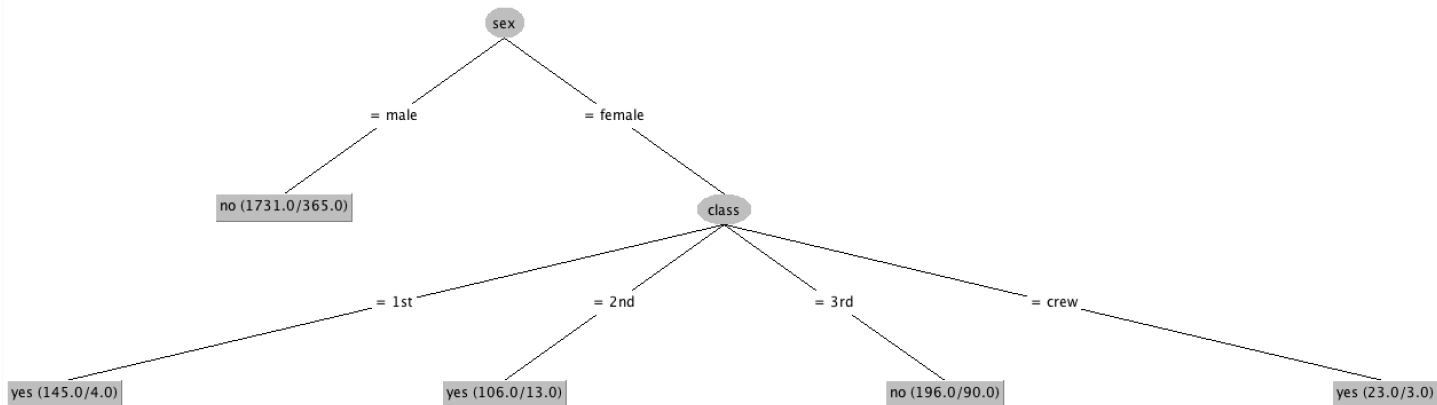 sex
= male
= female
no (1731.0/365.0)
class
= 1st
= 2nd
= 3rd
= crew
yes (145.0/4.0)
yes (106.0/13.0)
no (196.0/90.0)
yes (23.0/3.0)